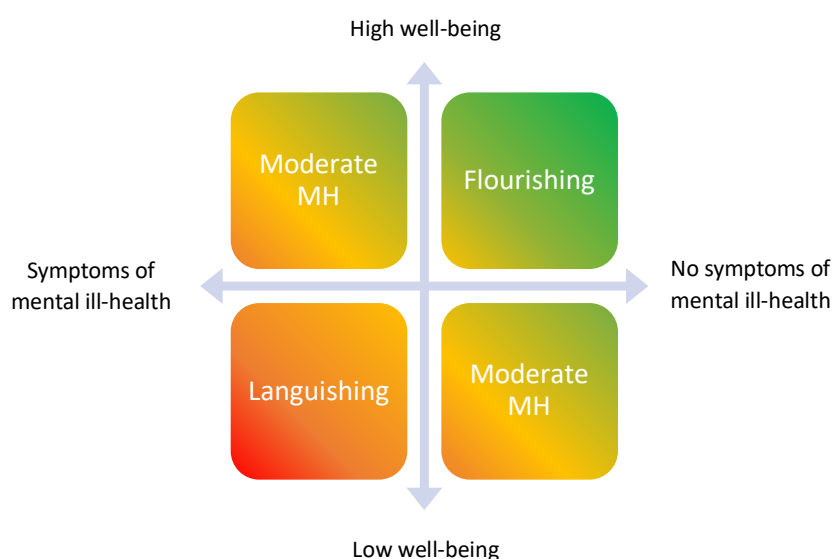 High well-being
Moderate
MH
Flourishing
Symptoms of
mental ill-health
No symptoms of
mental ill-health
Languishing
Moderate
MH
Low well-being